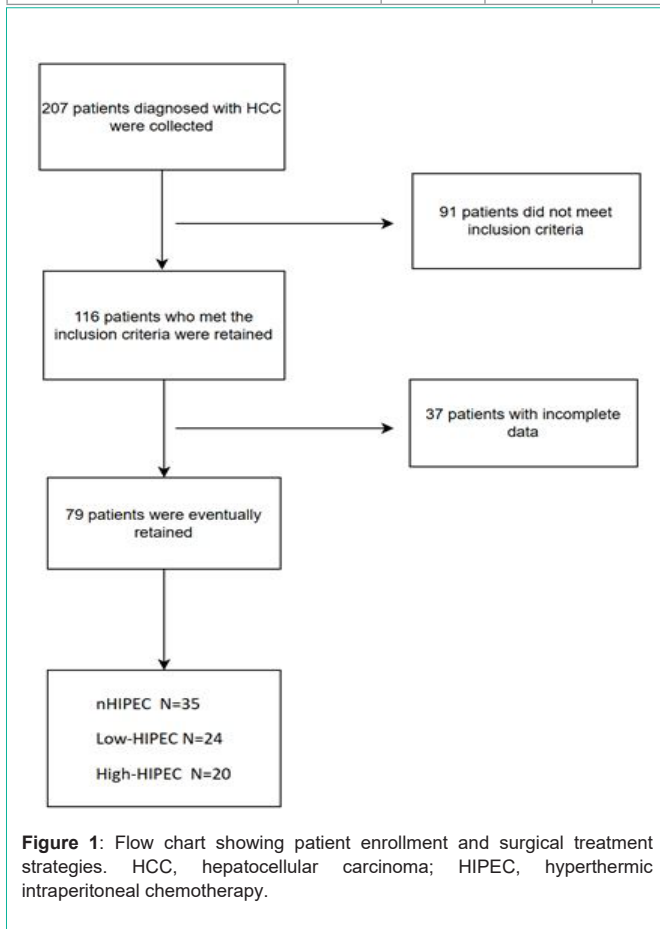 207 patients diagnosed with HCC
were collected
91 patients did not meet
inclusion criteria
116 patients who met the
inclusion criteria were retained
37 patients with incomplete
data
79 patients were eventually
retained
nHIPEC N=35
Low-HIPEC N=24
High-HIPEC N=20
Figure 1: Flow chart showing patient enrollment and surgical treatment
strategies. HCC, hepatocellular carcinoma; HIPEC, hyperthermic
intraperitoneal chemotherapy.